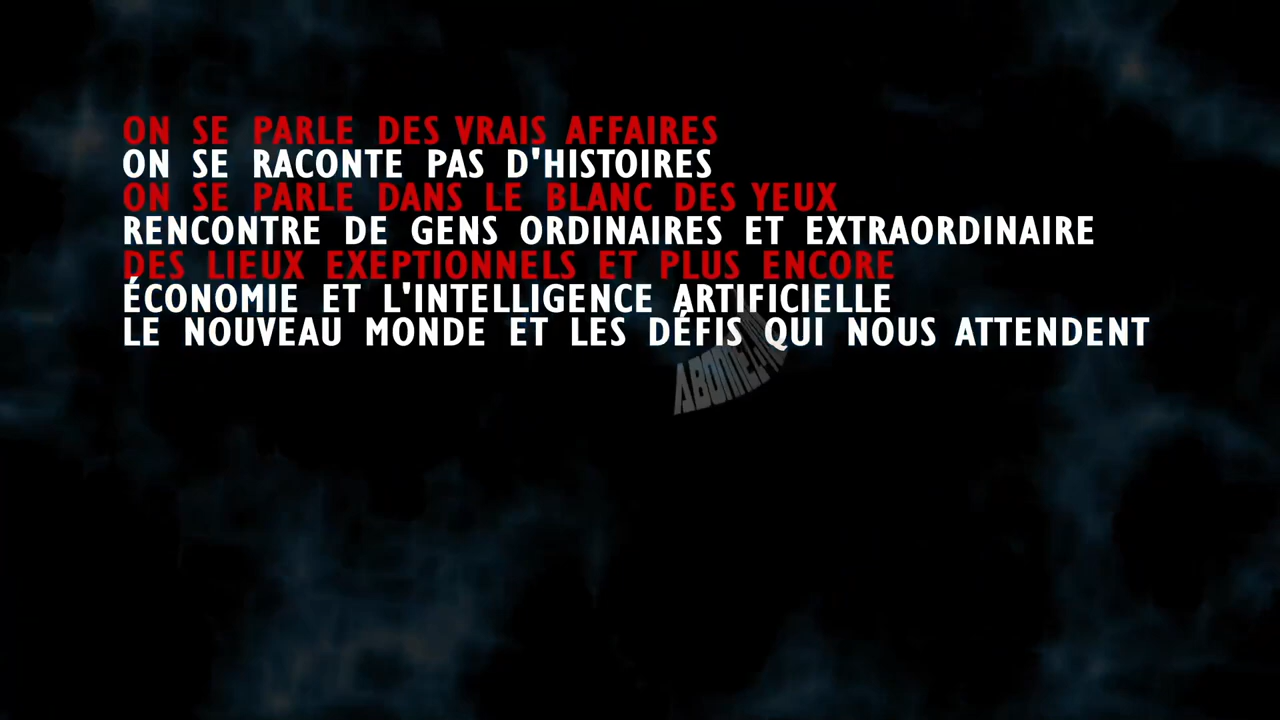 ON SE PARLE DES VRAIS AFFAIRES
ON SE RACONTE PAS D'HISTOIRES
ON SE PARLE DANS LE BLANC DES YEUX
RENCONTRE DE GENS ORDINAIRES ET EXTRAORDINAIRE
DES LIEUX EXEPTIONNELS ET PLUS ENCORE
ÉCONOMIE ET L'INTELLIGENCE ARTIFICIELLE
LE NOUVEAU MONDE ET LES DÉFIS QUI NOUS ATTENDENT